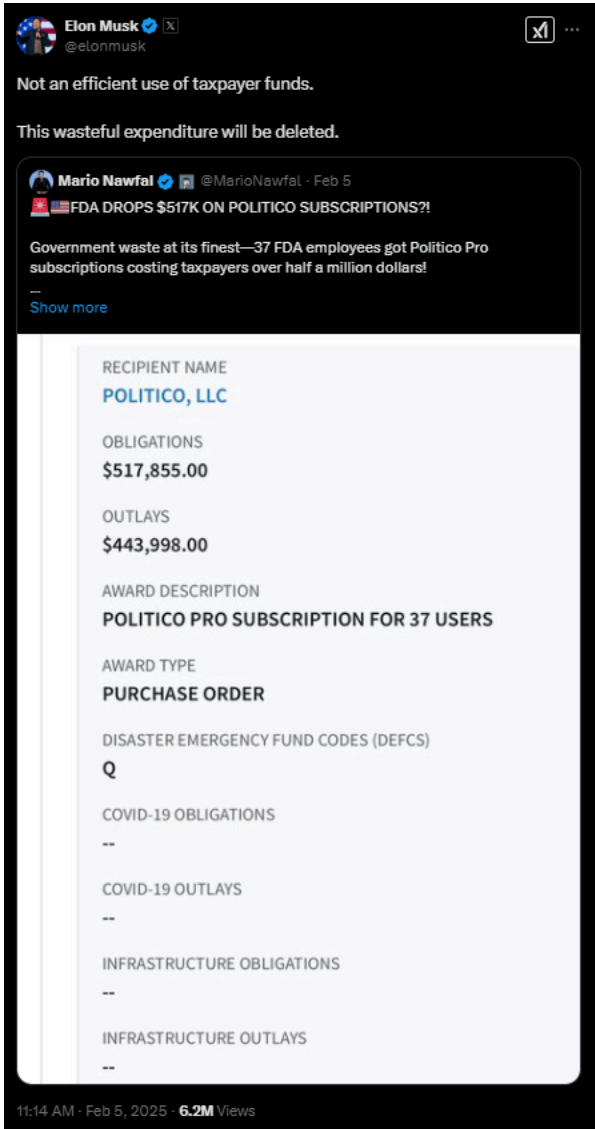 Elon Musk
@elonmusk
Not an efficient use of taxpayer funds.
This wasteful expenditure will be deleted.
Mario Nawfal @MarioNawfal · Feb 5
🚨🇺🇸FDA DROPS $517K ON POLITICO SUBSCRIPTIONS?!
Government waste at its finest—37 FDA employees got Politico Pro
subscriptions costing taxpayers over half a million dollars!
...
Show more
RECIPIENT NAME
POLITICO, LLC
OBLIGATIONS
$517,855.00
OUTLAYS
$443,998.00
AWARD DESCRIPTION
POLITICO PRO SUBSCRIPTION FOR 37 USERS
AWARD TYPE
PURCHASE ORDER
DISASTER EMERGENCY FUND CODES (DEFCS)
Q
COVID-19 OBLIGATIONS
--
COVID-19 OUTLAYS
--
INFRASTRUCTURE OBLIGATIONS
--
INFRASTRUCTURE OUTLAYS
--
11:14 AM · Feb 5, 2025 · 6.2M Views